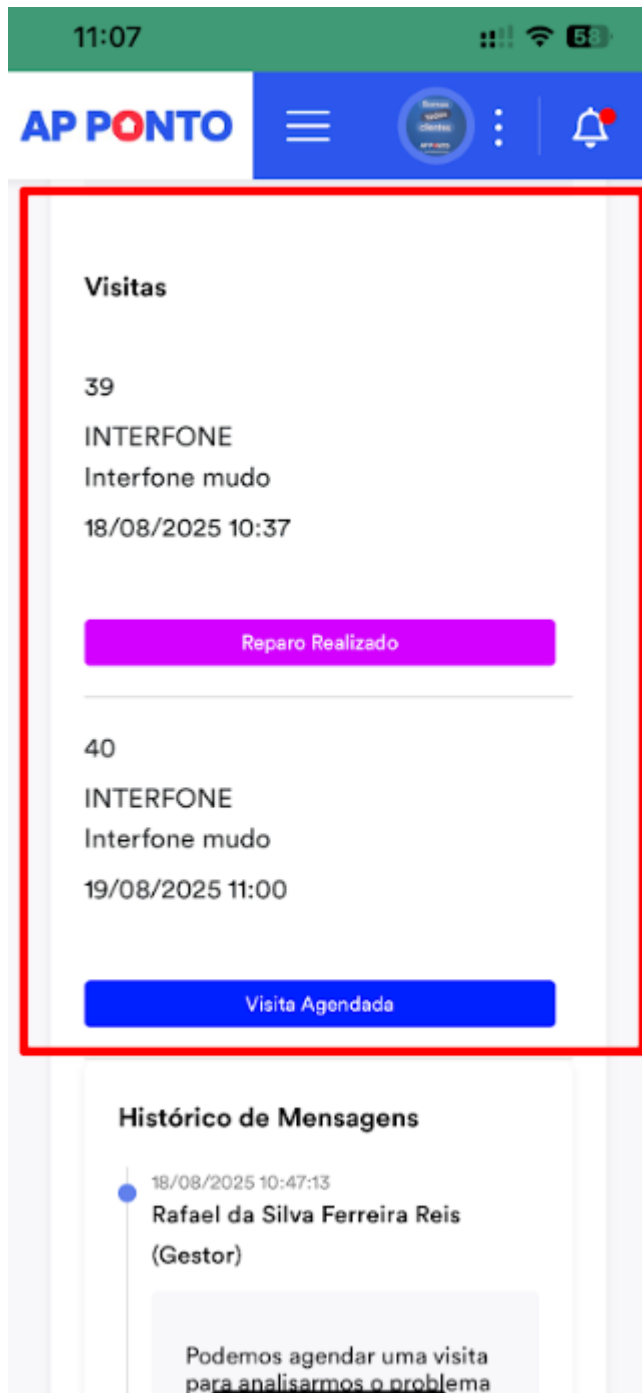 11:07
58
AP PONTO
Visitas
39
INTERFONE
Interfone mudo
18/08/2025 10:37
Reparo Realizado
40
INTERFONE
Interfone mudo
19/08/2025 11:00
Visita Agendada
Histórico de Mensagens
18/08/2025 10:47:13
Rafael da Silva Ferreira Reis
(Gestor)
Podemos agendar uma visita
para analisarmos o problema